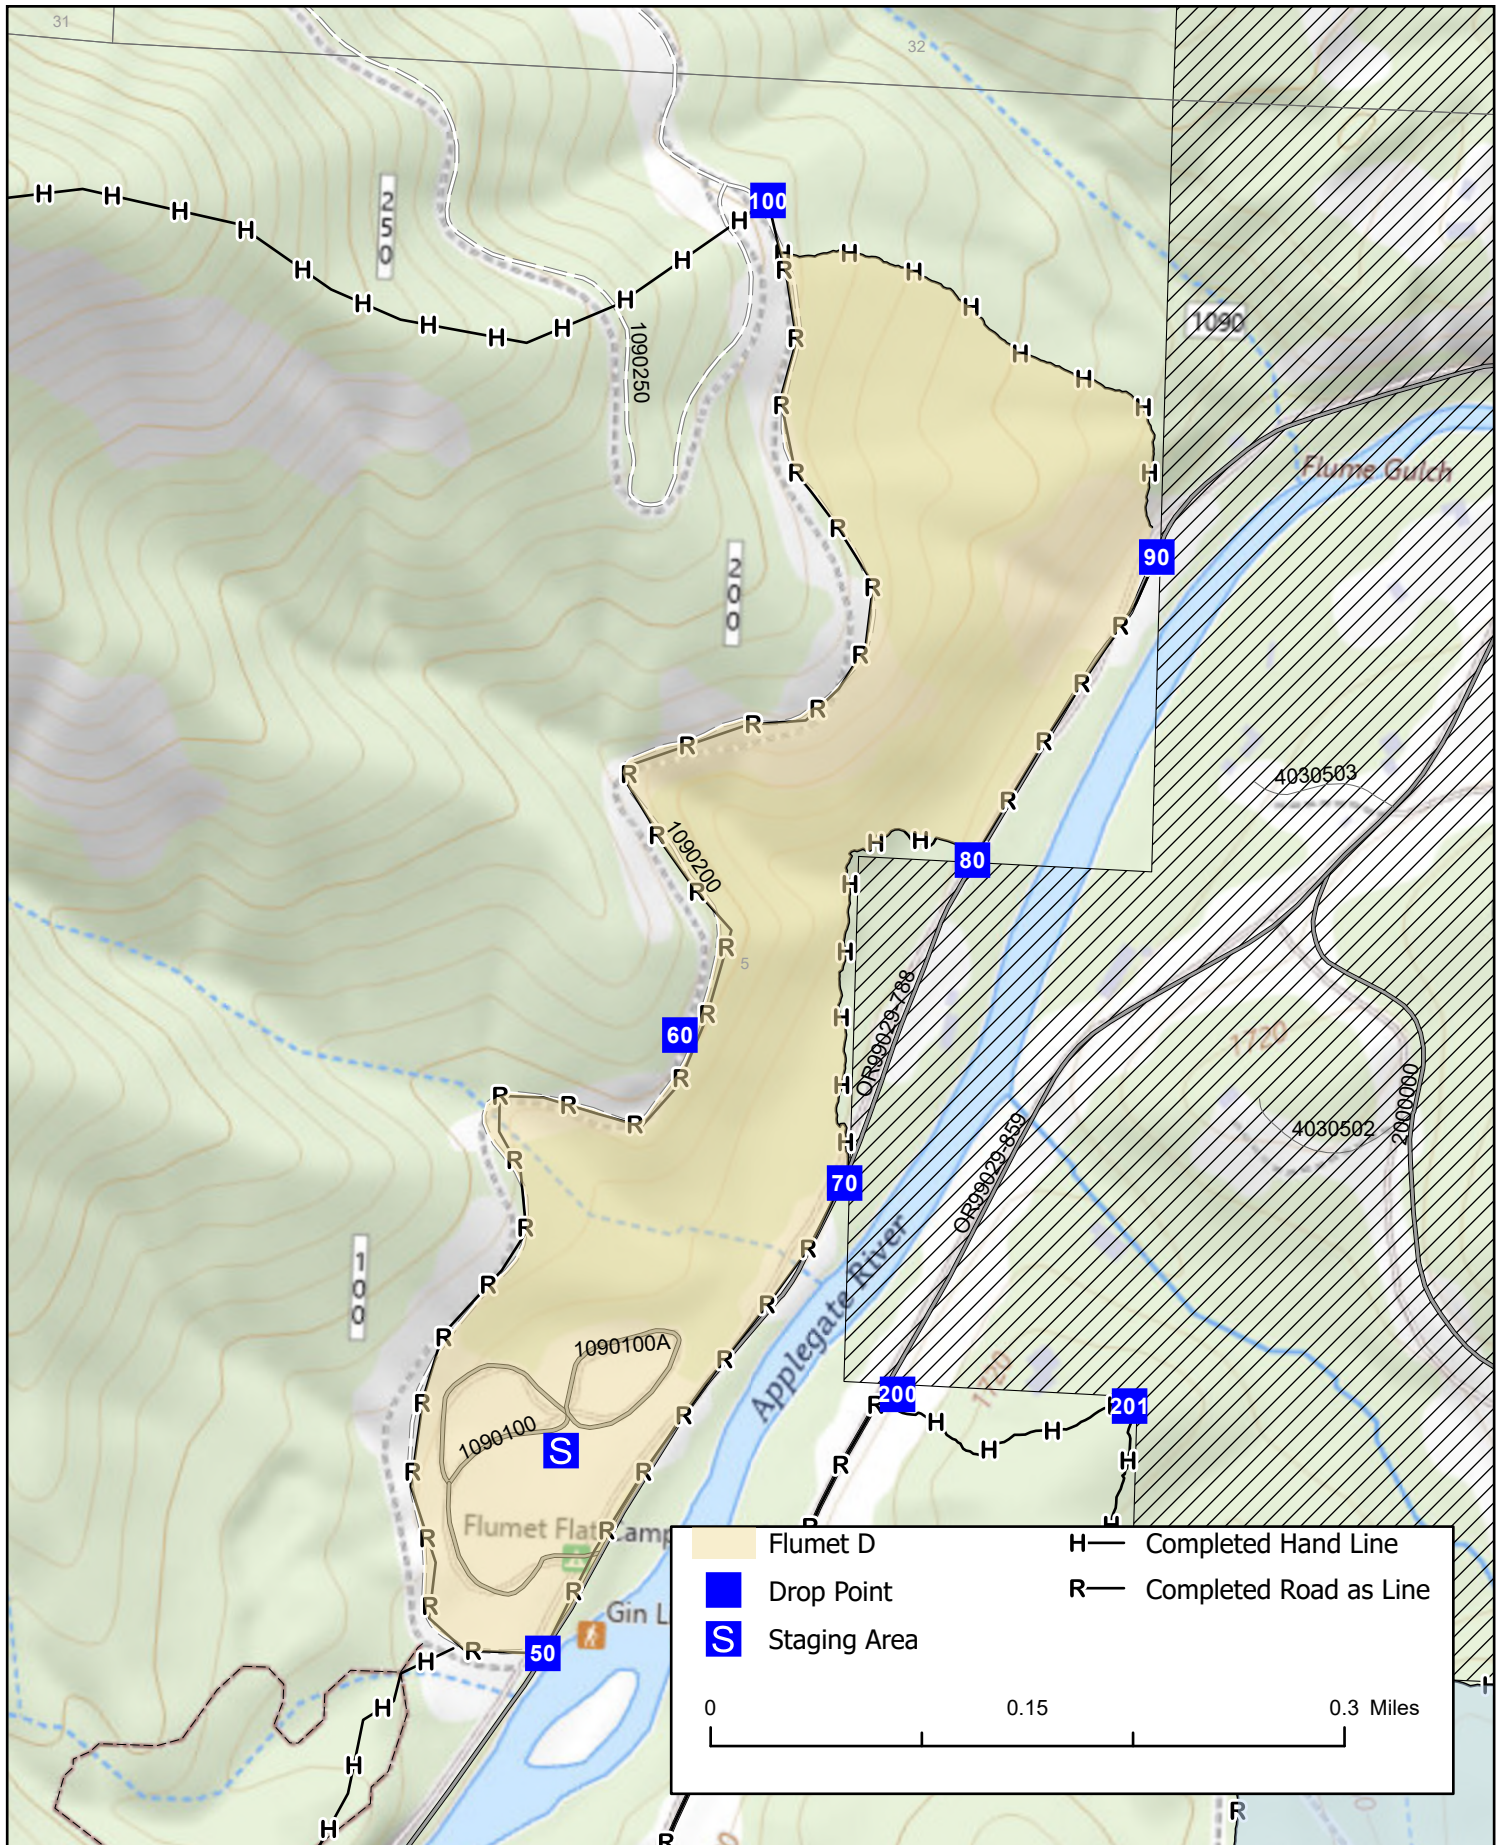 31
32
H H H H H H H H H H H H
250
100
H H H H H H H H
R R R R R R R R R R R R R R R R R R
1090
1090250
Flume Gulch
90
200
R R R R
4030503
1090200
H H
80
H H H H H
5
OR99029-788
60
1720
2000000
4030502
OR99029-859
R R R R R R R R R R R R
70
Applegate River
100
R R R R R R R R
1090100A
1720
200
201
R H H H H
H
R
H
1090100
S
Flumet Flat Camp
Gin L
50
H H H H
Flumet D
H Completed Hand Line
Drop Point
R Completed Road as Line
S Staging Area
0 0.15 0.3 Miles
H
R
R